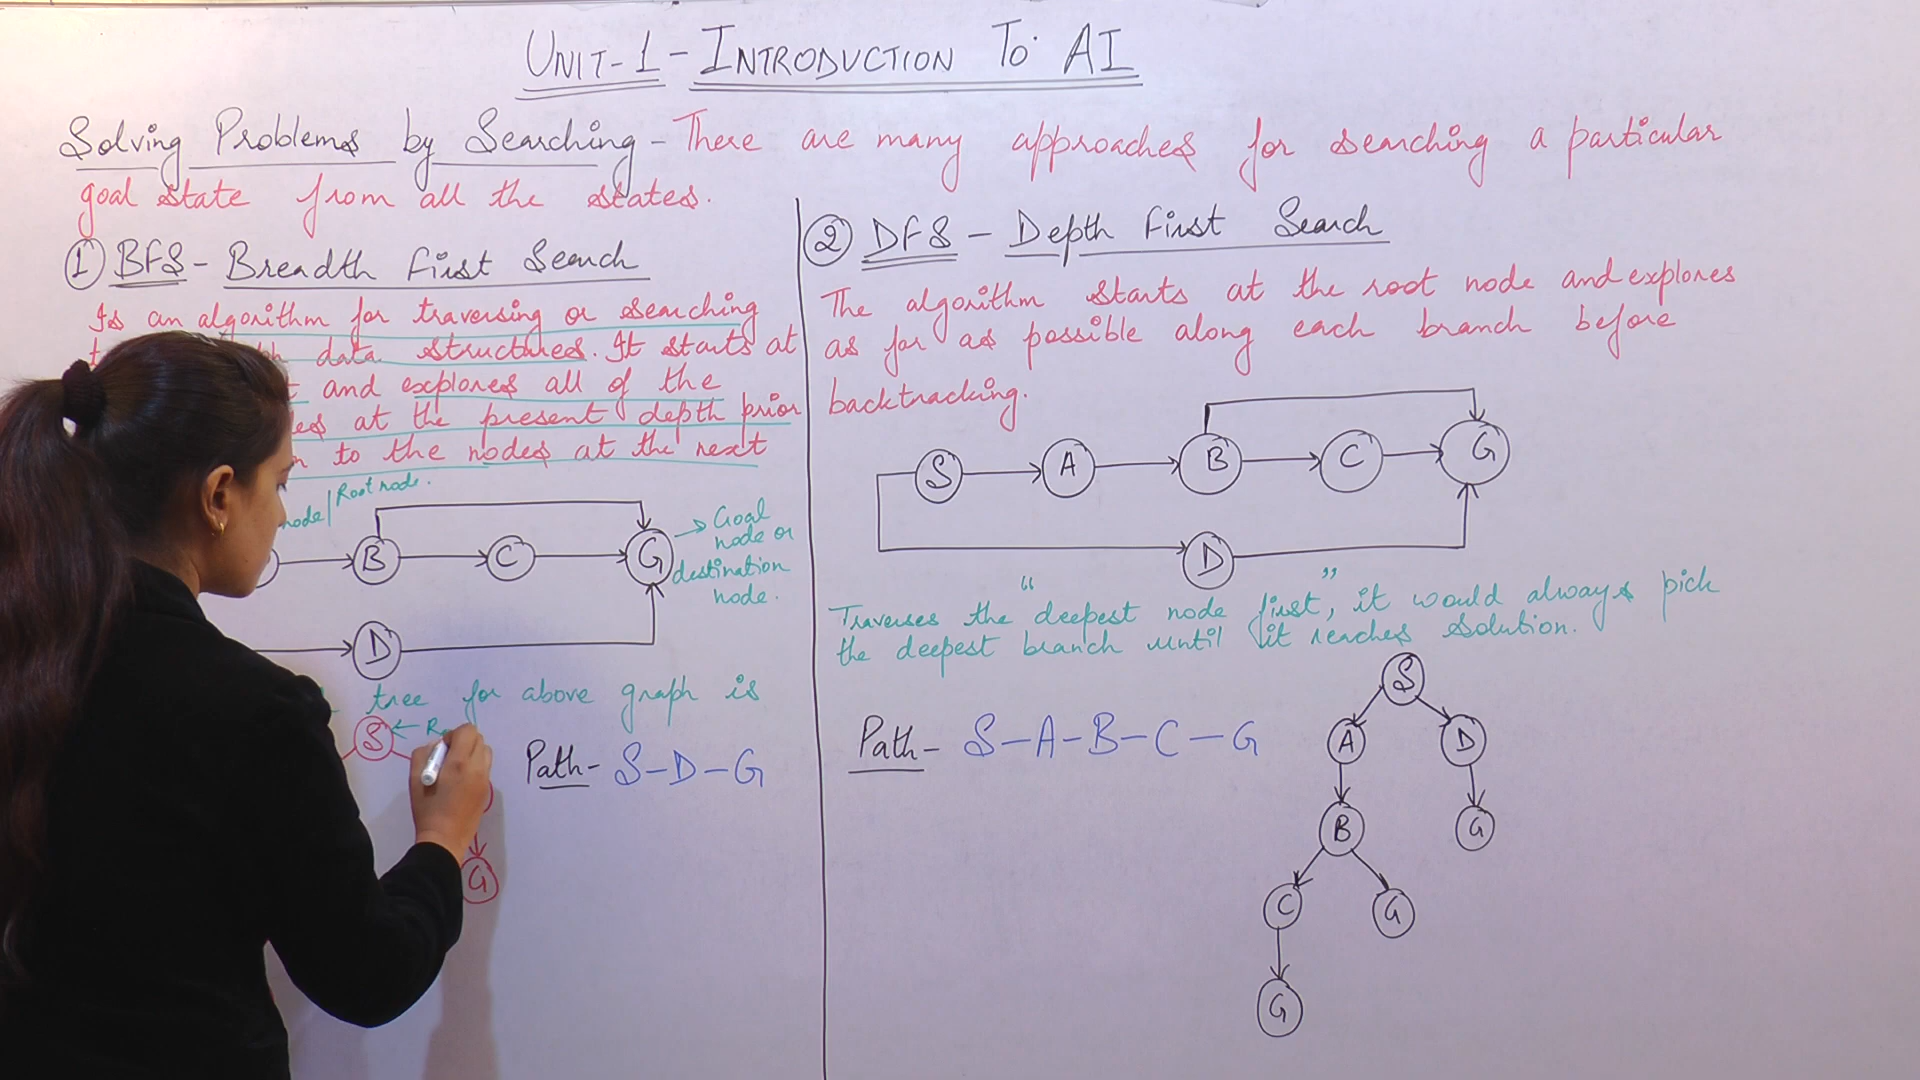 UNIT-1-INTRODUCTION TO AI
Solving Problems by Searching - There are many approaches for searching a particular
goal state from all the states.
① BFS - Breadth First Search
Is an algorithm for traversing or searching
data structures. It starts at
and explores all of the
at the present depth prior
to the nodes at the next
node/Root node.
B C G
→ Goal
node or
destination
node.
D
tree for above graph is
S ←
Path- S-D-G
G
② DFS - Depth First Search
The algorithm starts at the root node and explores
as far as possible along each branch before
backtracking.
S A B C G
D
Traverses the "deepest node first", it would always pick
the deepest branch until it reaches solution.
Path- S-A-B-C-G
S
A D
B G
C G
G